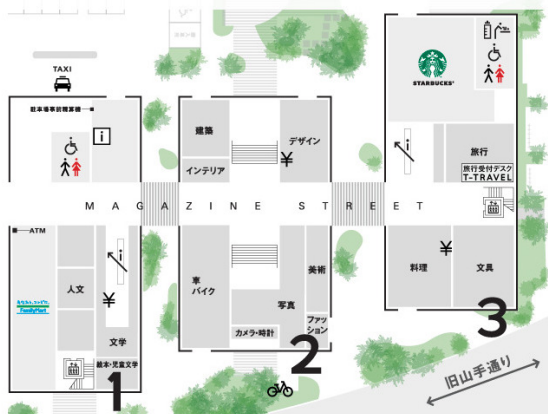 TAXI
駐車場事前精算機
i
STARBUCKS
建築
デザイン
¥
インテリア
i
旅行
旅行受付デスク
T-TRAVEL
MAGAZINE STREET
ATM
i
人文
¥
FamilyMart
文学
絵本・児童文学
1
車
バイク
美術
写真
カメラ・時計
ファッ
ション
2
料理
¥
文具
3
旧山手通り